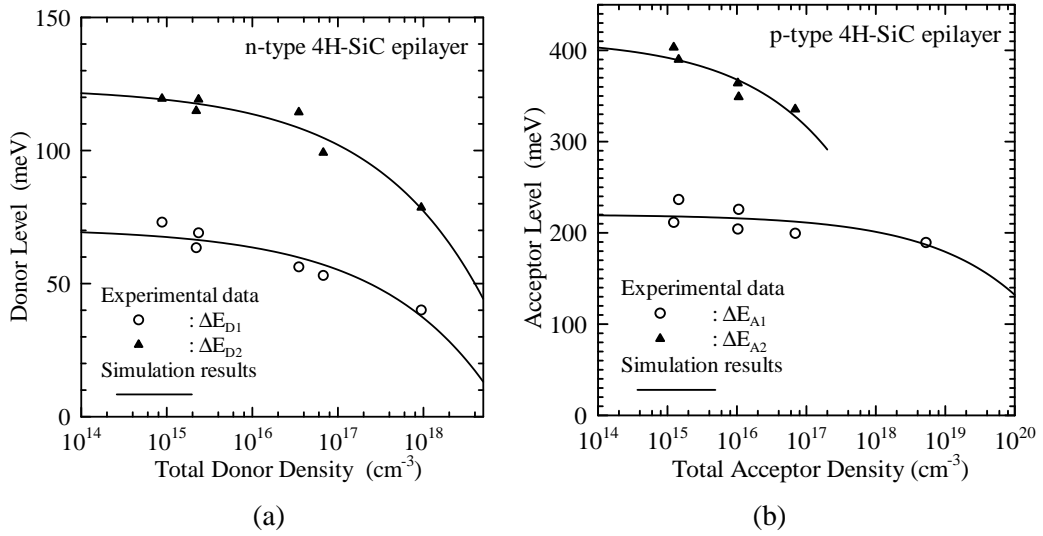 150
100
50
0
Donor Level (meV)
n-type 4H-SiC epilayer
Experimental data
: ΔE_D1
: ΔE_D2
Simulation results
10^14 10^15 10^16 10^17 10^18
Total Donor Density (cm^-3)
(a)
400
300
200
100
0
Acceptor Level (meV)
p-type 4H-SiC epilayer
Experimental data
: ΔE_A1
: ΔE_A2
Simulation results
10^14 10^15 10^16 10^17 10^18 10^19 10^20
Total Acceptor Density (cm^-3)
(b)